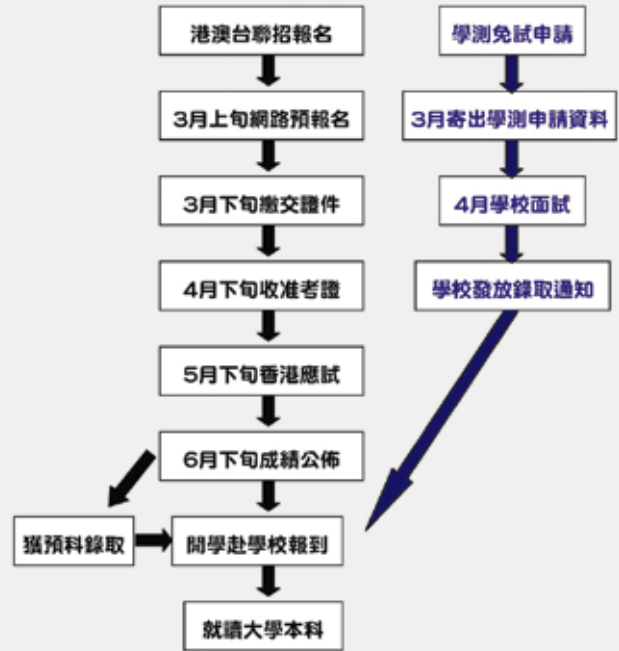 港澳台聯招報名
學測免試申請
3月上旬網路預報名
3月寄出學測申請資料
3月下旬繳交證件
4月學校面試
4月下旬收准考證
學校發放錄取通知
5月下旬香港應試
6月下旬成績公佈
獲預科錄取
開學赴學校報到
就讀大學本科